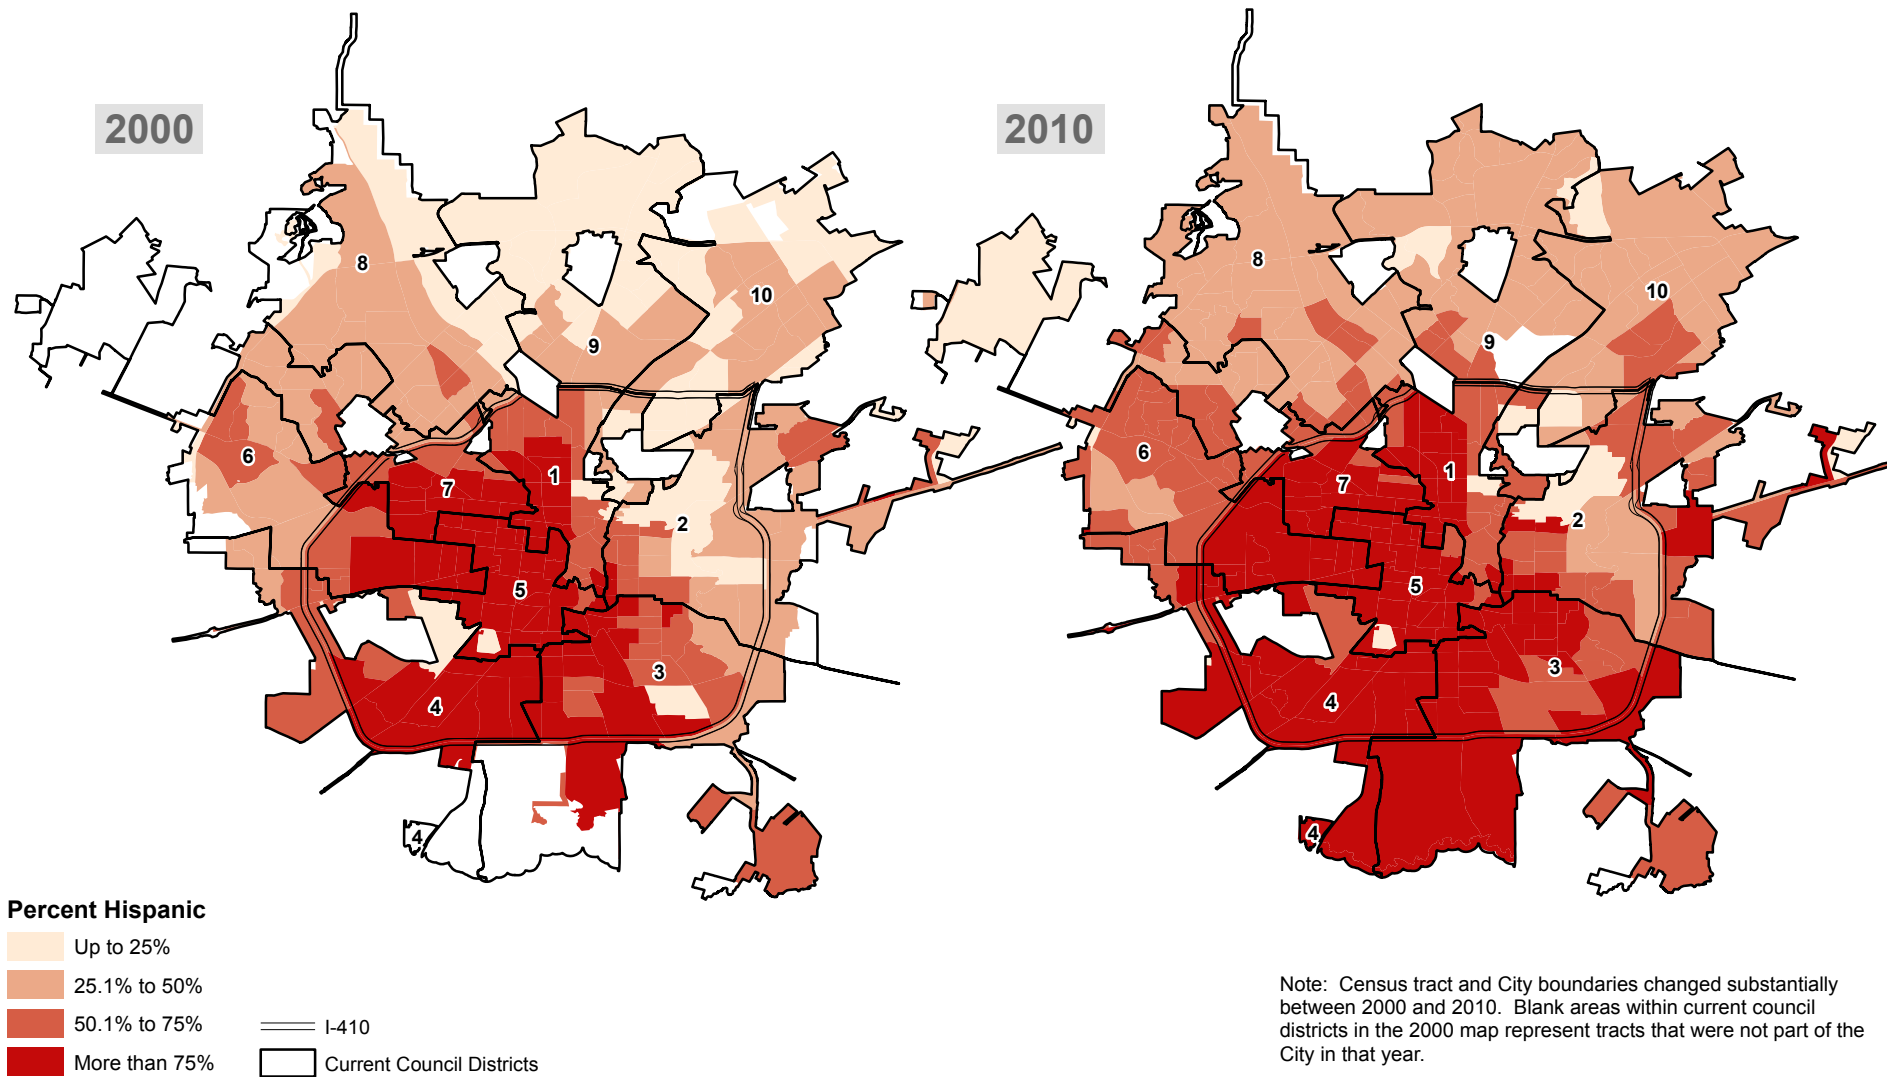 2000
2010
8
10
9
6
7
1
2
5
3
4
4
8
10
9
6
7
1
2
5
3
4
4
Percent Hispanic
Up to 25%
25.1% to 50%
50.1% to 75%
More than 75%
I-410
Current Council Districts
Note: Census tract and City boundaries changed substantially
between 2000 and 2010. Blank areas within current council
districts in the 2000 map represent tracts that were not part of the
City in that year.